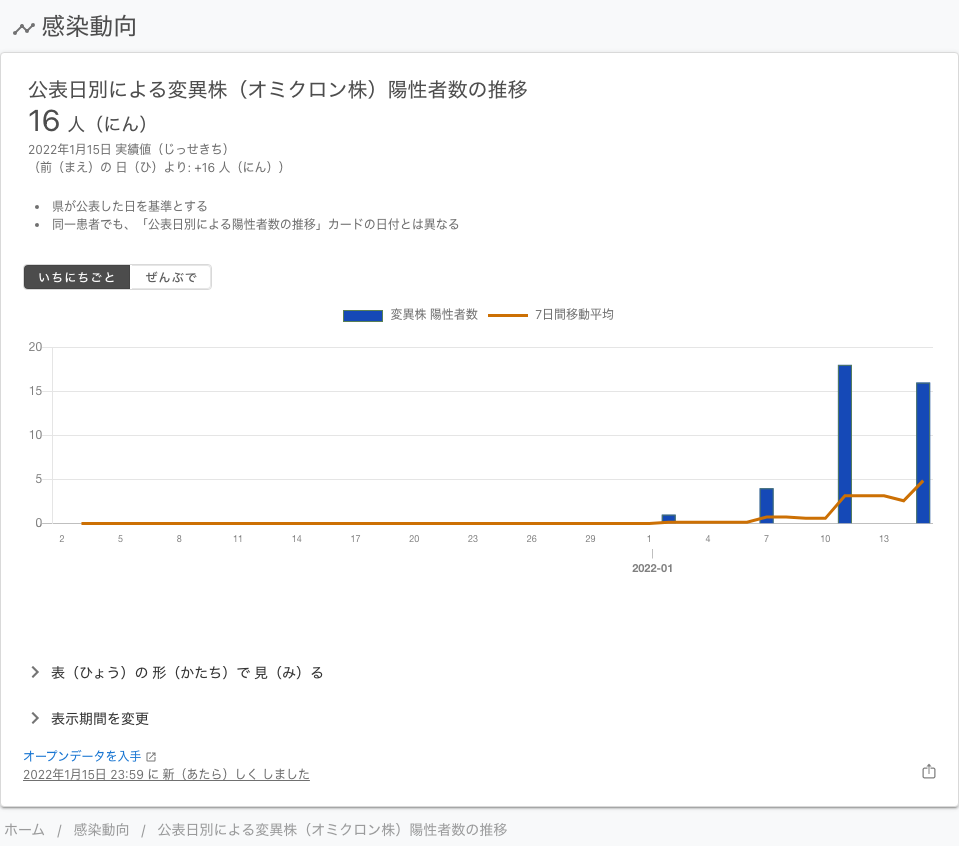 感染動向
公表日別による変異株（オミクロン株）陽性者数の推移
16 人（にん）
2022年1月15日 実績値（じっせきち）
（前（まえ）の 日（ひ）より: +16 人（にん））
県が公表した日を基準とする
同一患者でも、「公表日別による陽性者数の推移」カードの日付とは異なる
いちにちごと ぜんぶで
変異株 陽性者数 7日間移動平均
20
15
10
5
0
2 5 8 11 14 17 20 23 26 29 1 4 7 10 13
2022-01
表（ひょう）の 形（かたち）で 見（み）る
表示期間を変更
オープンデータを入手
2022年1月15日 23:59 に 新（あたら）しく しました
ホーム / 感染動向 / 公表日別による変異株（オミクロン株）陽性者数の推移